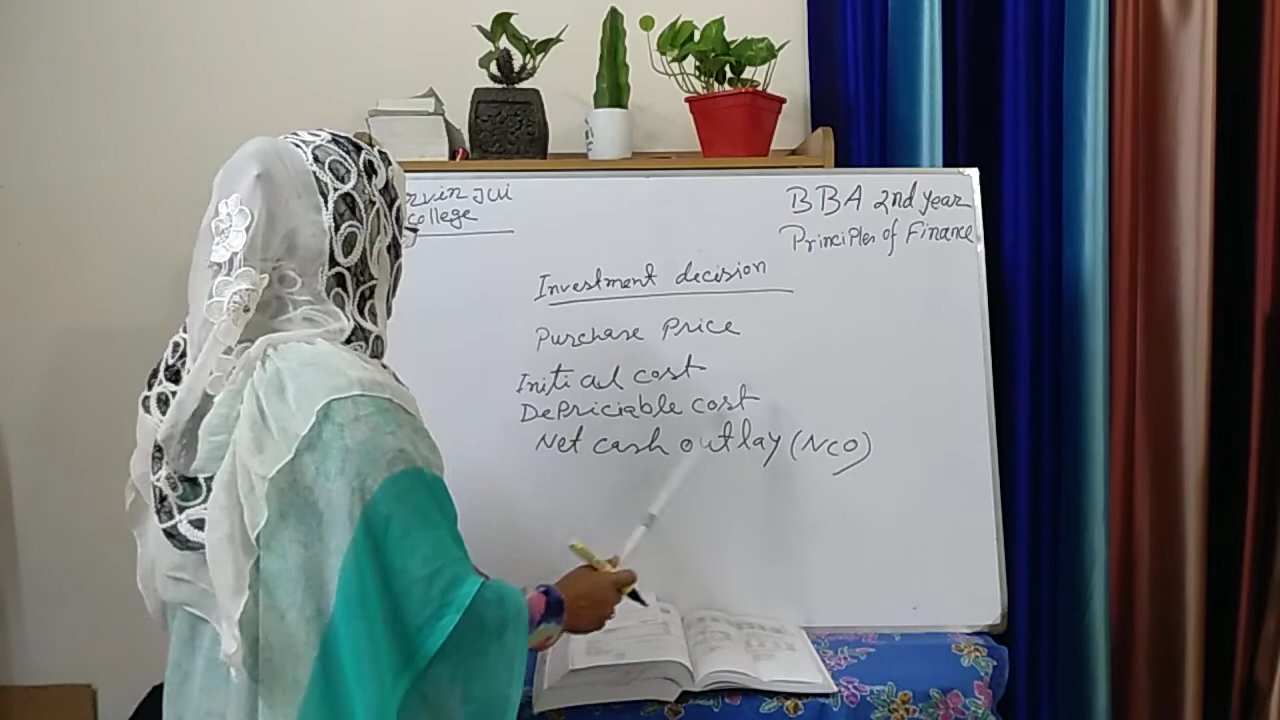 college
BBA 2nd Year
Principles of Finance
Investment decision
Purchase Price
Initial cost
Depriciable cost
Net cash outlay (NCO)